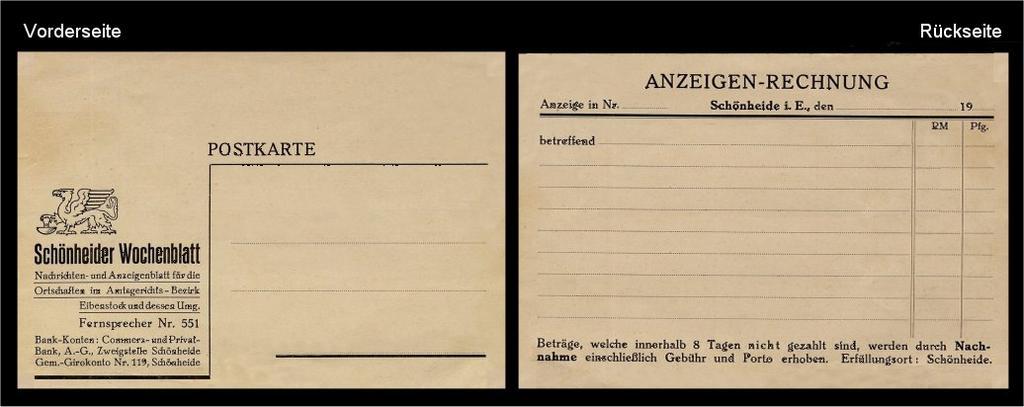 Vorderseite
Rückseite
POSTKARTE
Schönheider Wochenblatt
Nachrichten- und Anzeigenblatt für die
Ortschaften im Amtsgerichts-Bezirk
Eibenstock und dessen Umg.
Fernsprecher Nr. 551
Bank-Konten: Commerz- und Privat-
Bank, A.-G., Zweigstelle Schönheide
Gem.-Girokonto Nr. 119, Schönheide
ANZEIGEN-RECHNUNG
Anzeige in Nr. Schönheide i. E., den 19
RM Pfg.
betreffend
Beträge, welche innerhalb 8 Tagen nicht gezahlt sind, werden durch Nach-
nahme einschließlich Gebühr und Porto erhoben. Erfüllungsort: Schönheide.